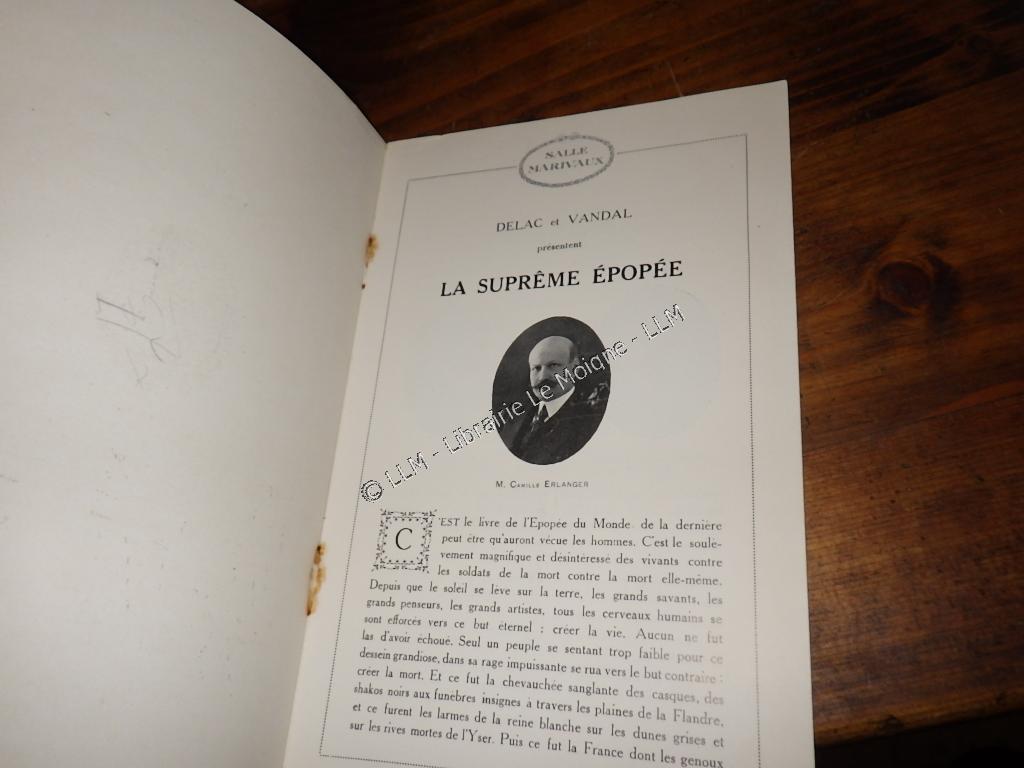 SALLE
MARIVAUX
DELAC et VANDAL
présentent
LA SUPRÊME ÉPOPÉE
© LLM - Librairie Le Moigne - LLM
M. CAMILLE ERLANGER
C'EST le livre de l'Epopée du Monde de la dernière
peut être qu'auront vécue les hommes. C'est le soulè-
vement magnifique et désintéressé des vivants contre
les soldats de la mort contre la mort elle-même.
Depuis que le soleil se lève sur la terre, les grands savants, les
grands penseurs, les grands artistes, tous les cerveaux humains se
sont efforcés vers ce but éternel : créer la vie. Aucun ne fut
las d'avoir échoué. Seul un peuple se sentant trop faible pour ce
dessein grandiose, dans sa rage impuissante se rua vers le but contraire :
créer la mort. Et ce fut la chevauchée sanglante des casques, des
shakos noirs aux funèbres insignes à travers les plaines de la Flandre,
et ce furent les larmes de la reine blanche sur les dunes grises et
sur les rives mortes de l'Yser. Puis ce fut la France dont les genoux